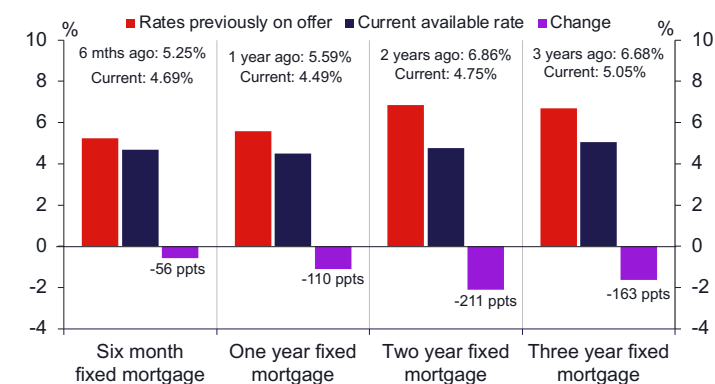 Rates previously on offer Current available rate Change
% %
10 10
8 8
6 6
4 4
2 2
0 0
-2 -2
-4 -4
6 mths ago: 5.25%
Current: 4.69%
1 year ago: 5.59%
Current: 4.49%
2 years ago: 6.86%
Current: 4.75%
3 years ago: 6.68%
Current: 5.05%
-56 ppts
-110 ppts
-211 ppts
-163 ppts
Six month
fixed mortgage
One year fixed
mortgage
Two year fixed
mortgage
Three year fixed
mortgage